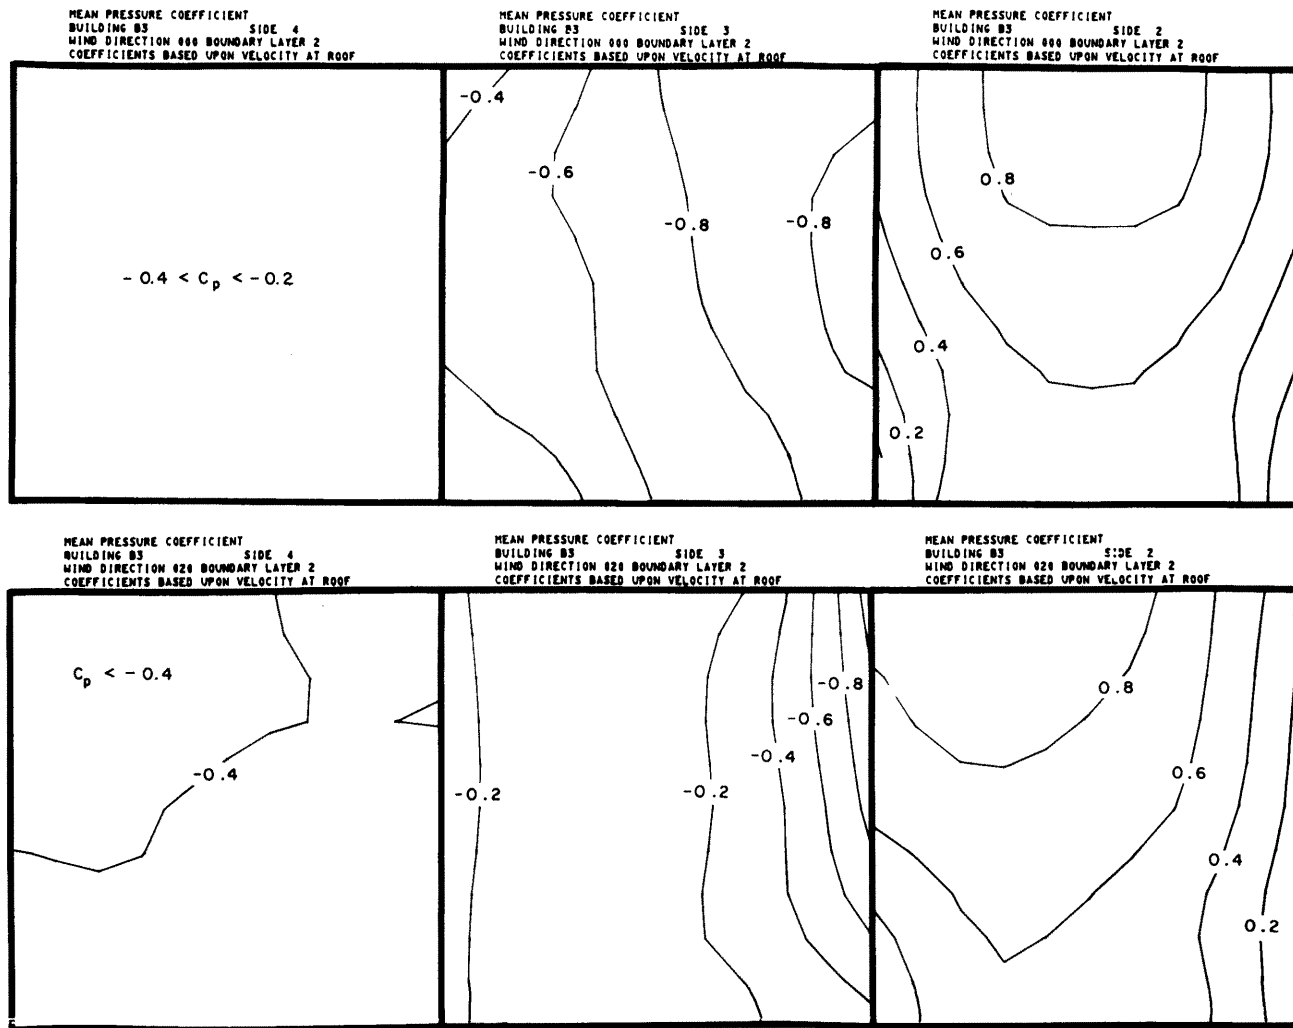 MEAN PRESSURE COEFFICIENT
BUILDING B3 SIDE 4
WIND DIRECTION 000 BOUNDARY LAYER 2
COEFFICIENTS BASED UPON VELOCITY AT ROOF
- 0.4 < Cp < -0.2
MEAN PRESSURE COEFFICIENT
BUILDING B3 SIDE 3
WIND DIRECTION 000 BOUNDARY LAYER 2
COEFFICIENTS BASED UPON VELOCITY AT ROOF
-0.4
-0.6
-0.8
-0.8
MEAN PRESSURE COEFFICIENT
BUILDING B3 SIDE 2
WIND DIRECTION 000 BOUNDARY LAYER 2
COEFFICIENTS BASED UPON VELOCITY AT ROOF
0.8
0.6
0.4
0.2
MEAN PRESSURE COEFFICIENT
BUILDING B3 SIDE 4
WIND DIRECTION 020 BOUNDARY LAYER 2
COEFFICIENTS BASED UPON VELOCITY AT ROOF
Cp < - 0.4
-0.4
MEAN PRESSURE COEFFICIENT
BUILDING B3 SIDE 3
WIND DIRECTION 020 BOUNDARY LAYER 2
COEFFICIENTS BASED UPON VELOCITY AT ROOF
-0.8
-0.6
-0.4
-0.2
-0.2
MEAN PRESSURE COEFFICIENT
BUILDING B3 SIDE 2
WIND DIRECTION 020 BOUNDARY LAYER 2
COEFFICIENTS BASED UPON VELOCITY AT ROOF
0.8
0.6
0.4
0.2